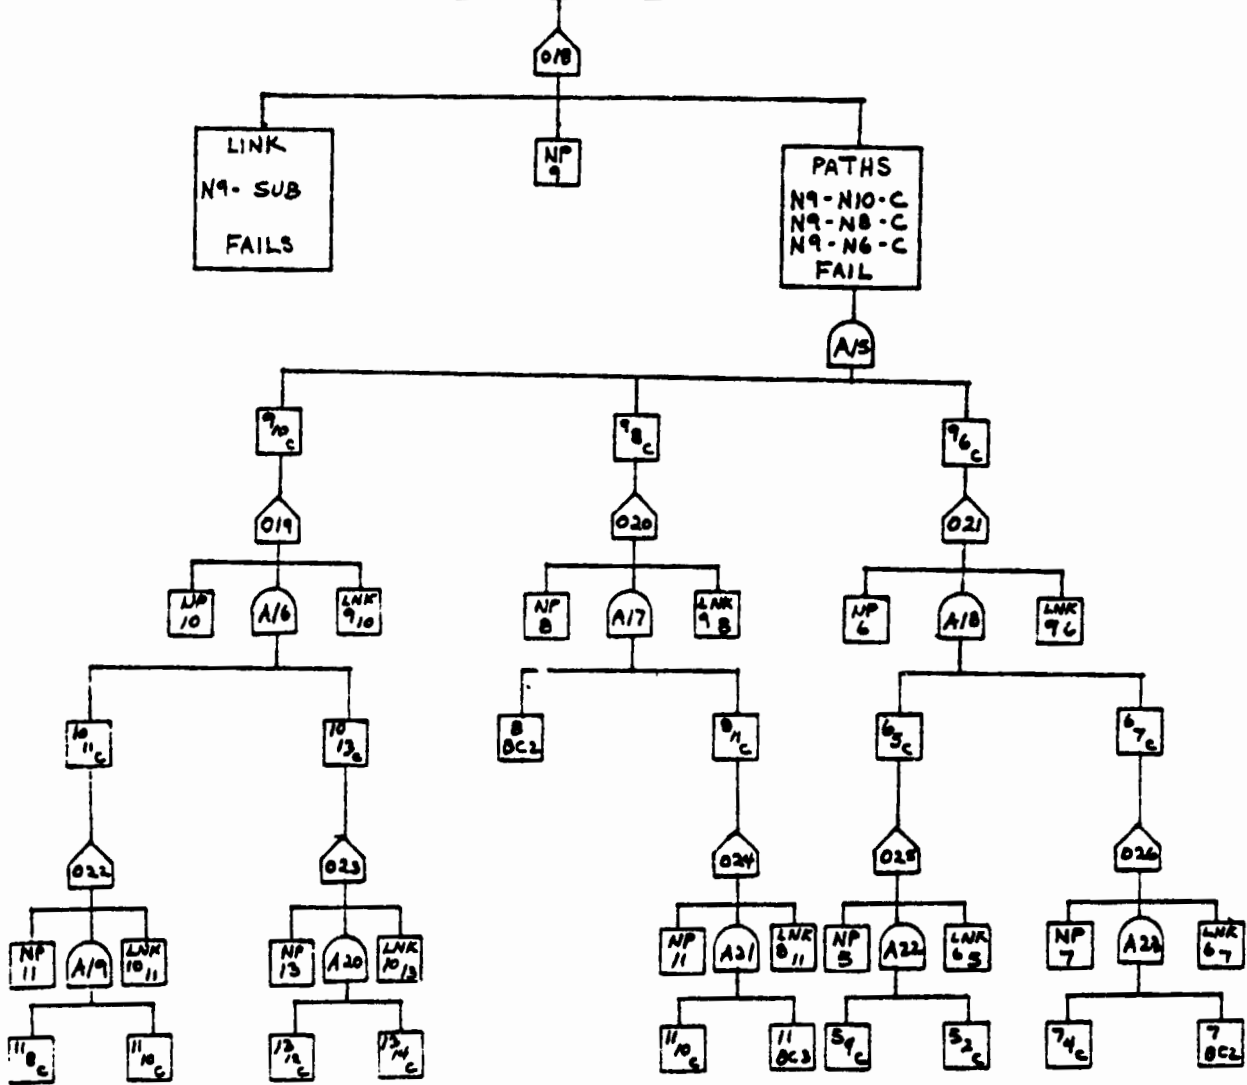 O18
LINK
N9- SUB
FAILS
NP
9
PATHS
N9-N10-C
N9-N8-C
N9-N6-C
FAIL
A15
9
10
C
9
8
C
9
6
C
O19
O20
O21
NP
10
A16
LNK
9
10
NP
8
A17
LNK
9 8
NP
6
A18
LNK
9 6
10
11
C
10
13
C
8
BC2
8
11
C
6
5
C
6
7
C
O22
O23
O24
O25
O26
NP
11
A19
LNK
10
11
NP
13
A20
LNK
10
13
NP
11
A21
LNK
8
11
NP
5
A22
LNK
6
5
NP
7
A23
LNK
6
7
11
8
C
11
10
C
13
12
C
13
14
C
11
10
C
11
BC3
5
C
5
2
C
7
4
C
7
BC2